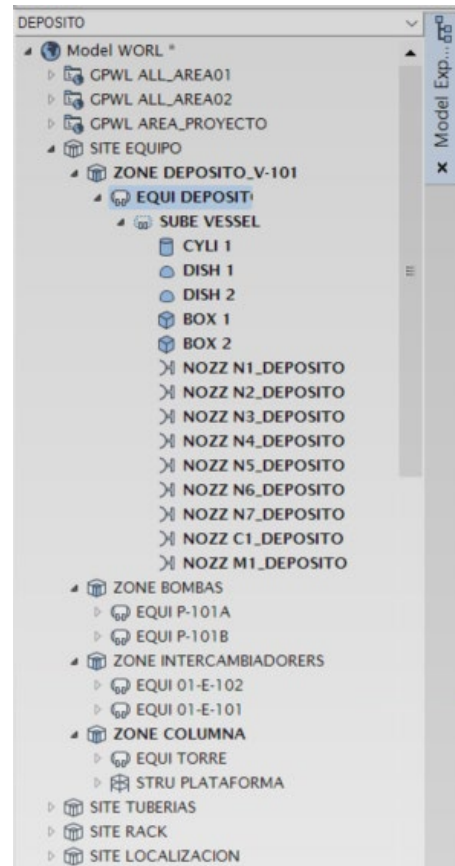 DEPOSITO
Model WORL *
GPWL ALL_AREA01
GPWL ALL_AREA02
GPWL AREA_PROYECTO
SITE EQUIPO
ZONE DEPOSITO_V-101
EQUI DEPOSIT
SUBE VESSEL
CYLI 1
DISH 1
DISH 2
BOX 1
BOX 2
NOZZ N1_DEPOSITO
NOZZ N2_DEPOSITO
NOZZ N3_DEPOSITO
NOZZ N4_DEPOSITO
NOZZ N5_DEPOSITO
NOZZ N6_DEPOSITO
NOZZ N7_DEPOSITO
NOZZ C1_DEPOSITO
NOZZ M1_DEPOSITO
ZONE BOMBAS
EQUI P-101A
EQUI P-101B
ZONE INTERCAMBIADORERS
EQUI 01-E-102
EQUI 01-E-101
ZONE COLUMNA
EQUI TORRE
STRU PLATAFORMA
SITE TUBERIAS
SITE RACK
SITE LOCALIZACION
Model Exp...